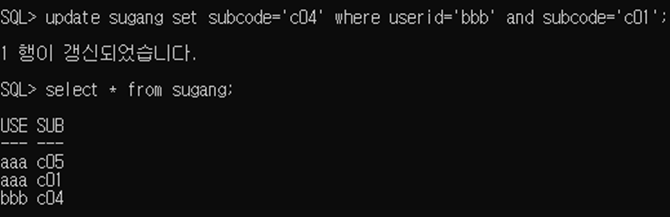 SQL> update sugang set subcode='c04' where userid='bbb' and subcode='c01';
1 행이 갱신되었습니다.
SQL> select * from sugang;
USE SUB
--- ---
aaa c05
aaa c01
bbb c04